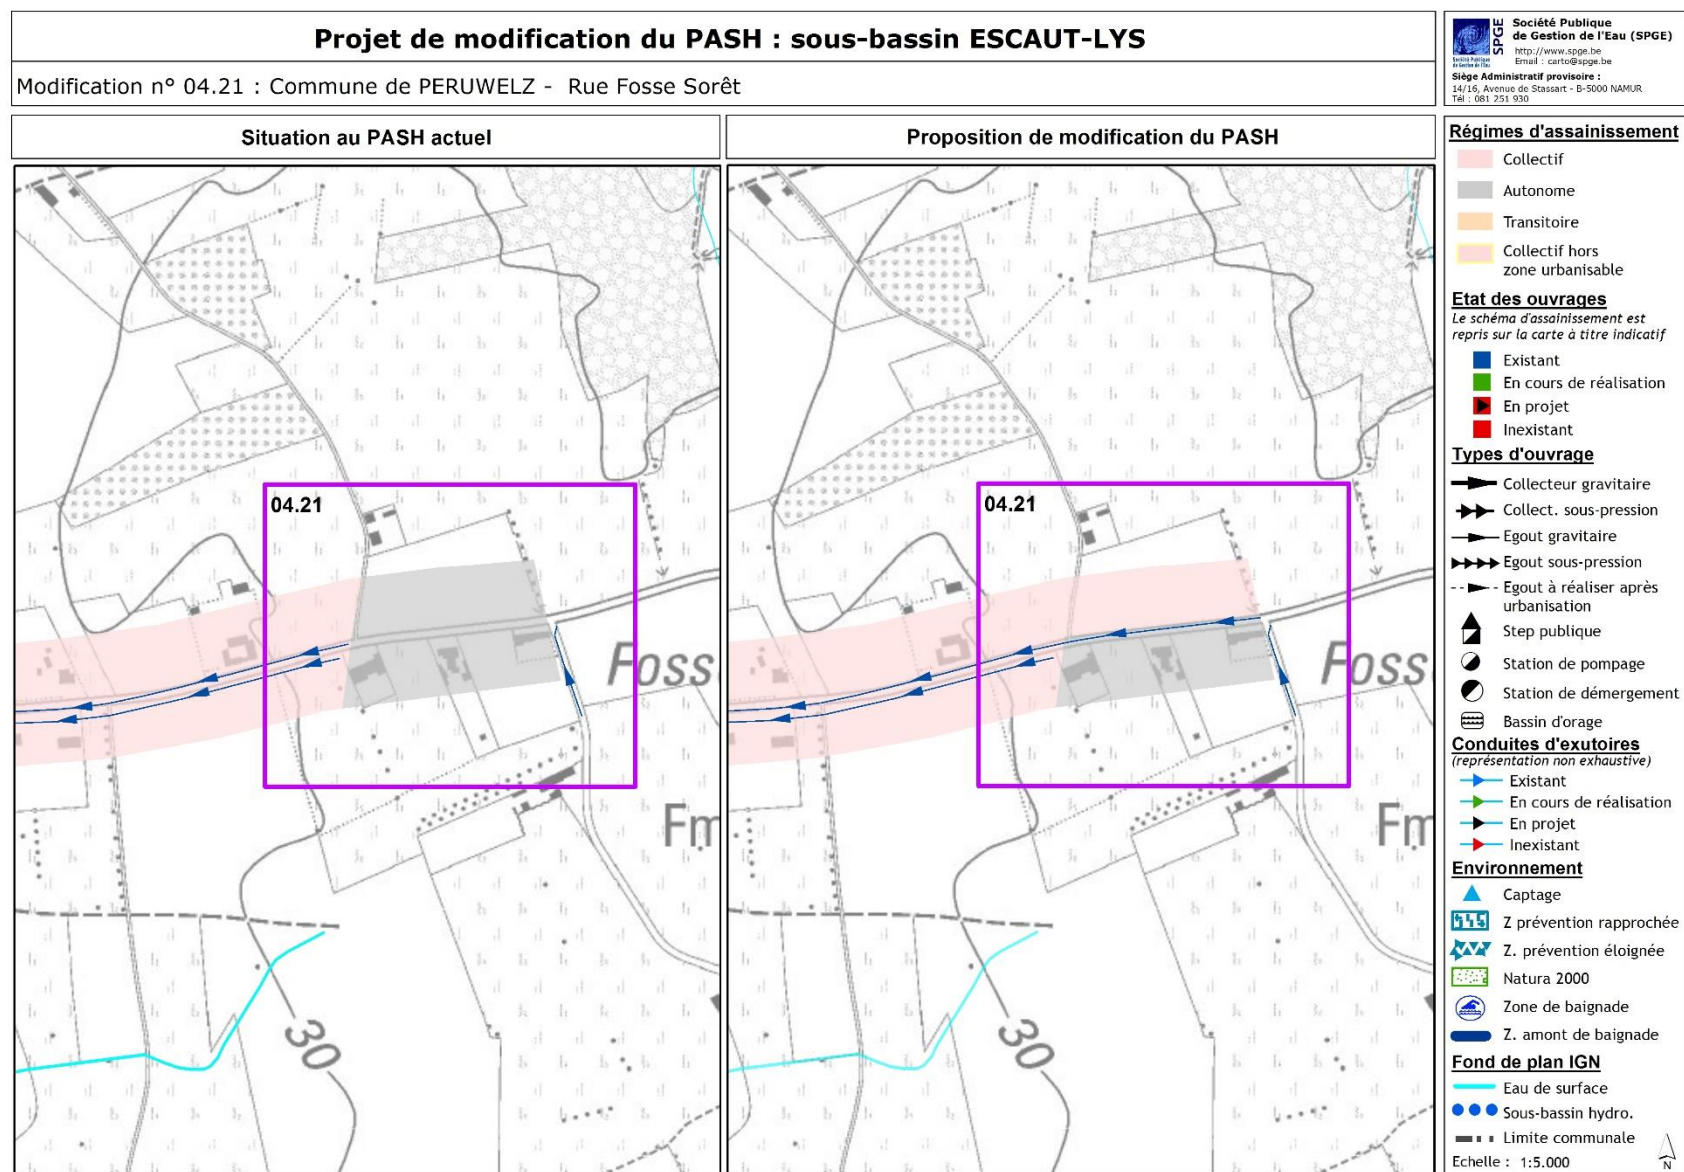 Projet de modification du PASH : sous-bassin ESCAUT-LYS
Modification n° 04.21 : Commune de PERUWELZ - Rue Fosse Sorêt
SPGE
Société Publique
de Gestion de l'Eau
Société Publique
de Gestion de l'Eau (SPGE)
http://www.spge.be
Email : carto@spge.be
Siège Administratif provisoire :
14/16, Avenue de Stassart - B-5000 NAMUR
Tél : 081 251 930
Situation au PASH actuel
04.21
Foss
Fm
30
Proposition de modification du PASH
04.21
Foss
Fm
30
Régimes d'assainissement
Collectif
Autonome
Transitoire
Collectif hors
zone urbanisable
Etat des ouvrages
Le schéma d'assainissement est
repris sur la carte à titre indicatif
Existant
En cours de réalisation
En projet
Inexistant
Types d'ouvrage
Collecteur gravitaire
Collect. sous-pression
Egout gravitaire
Egout sous-pression
Egout à réaliser après
urbanisation
Step publique
Station de pompage
Station de démergement
Bassin d'orage
Conduites d'exutoires
(représentation non exhaustive)
Existant
En cours de réalisation
En projet
Inexistant
Environnement
Captage
Z prévention rapprochée
Z. prévention éloignée
Natura 2000
Zone de baignade
Z. amont de baignade
Fond de plan IGN
Eau de surface
Sous-bassin hydro.
Limite communale
Echelle : 1:5.000
N